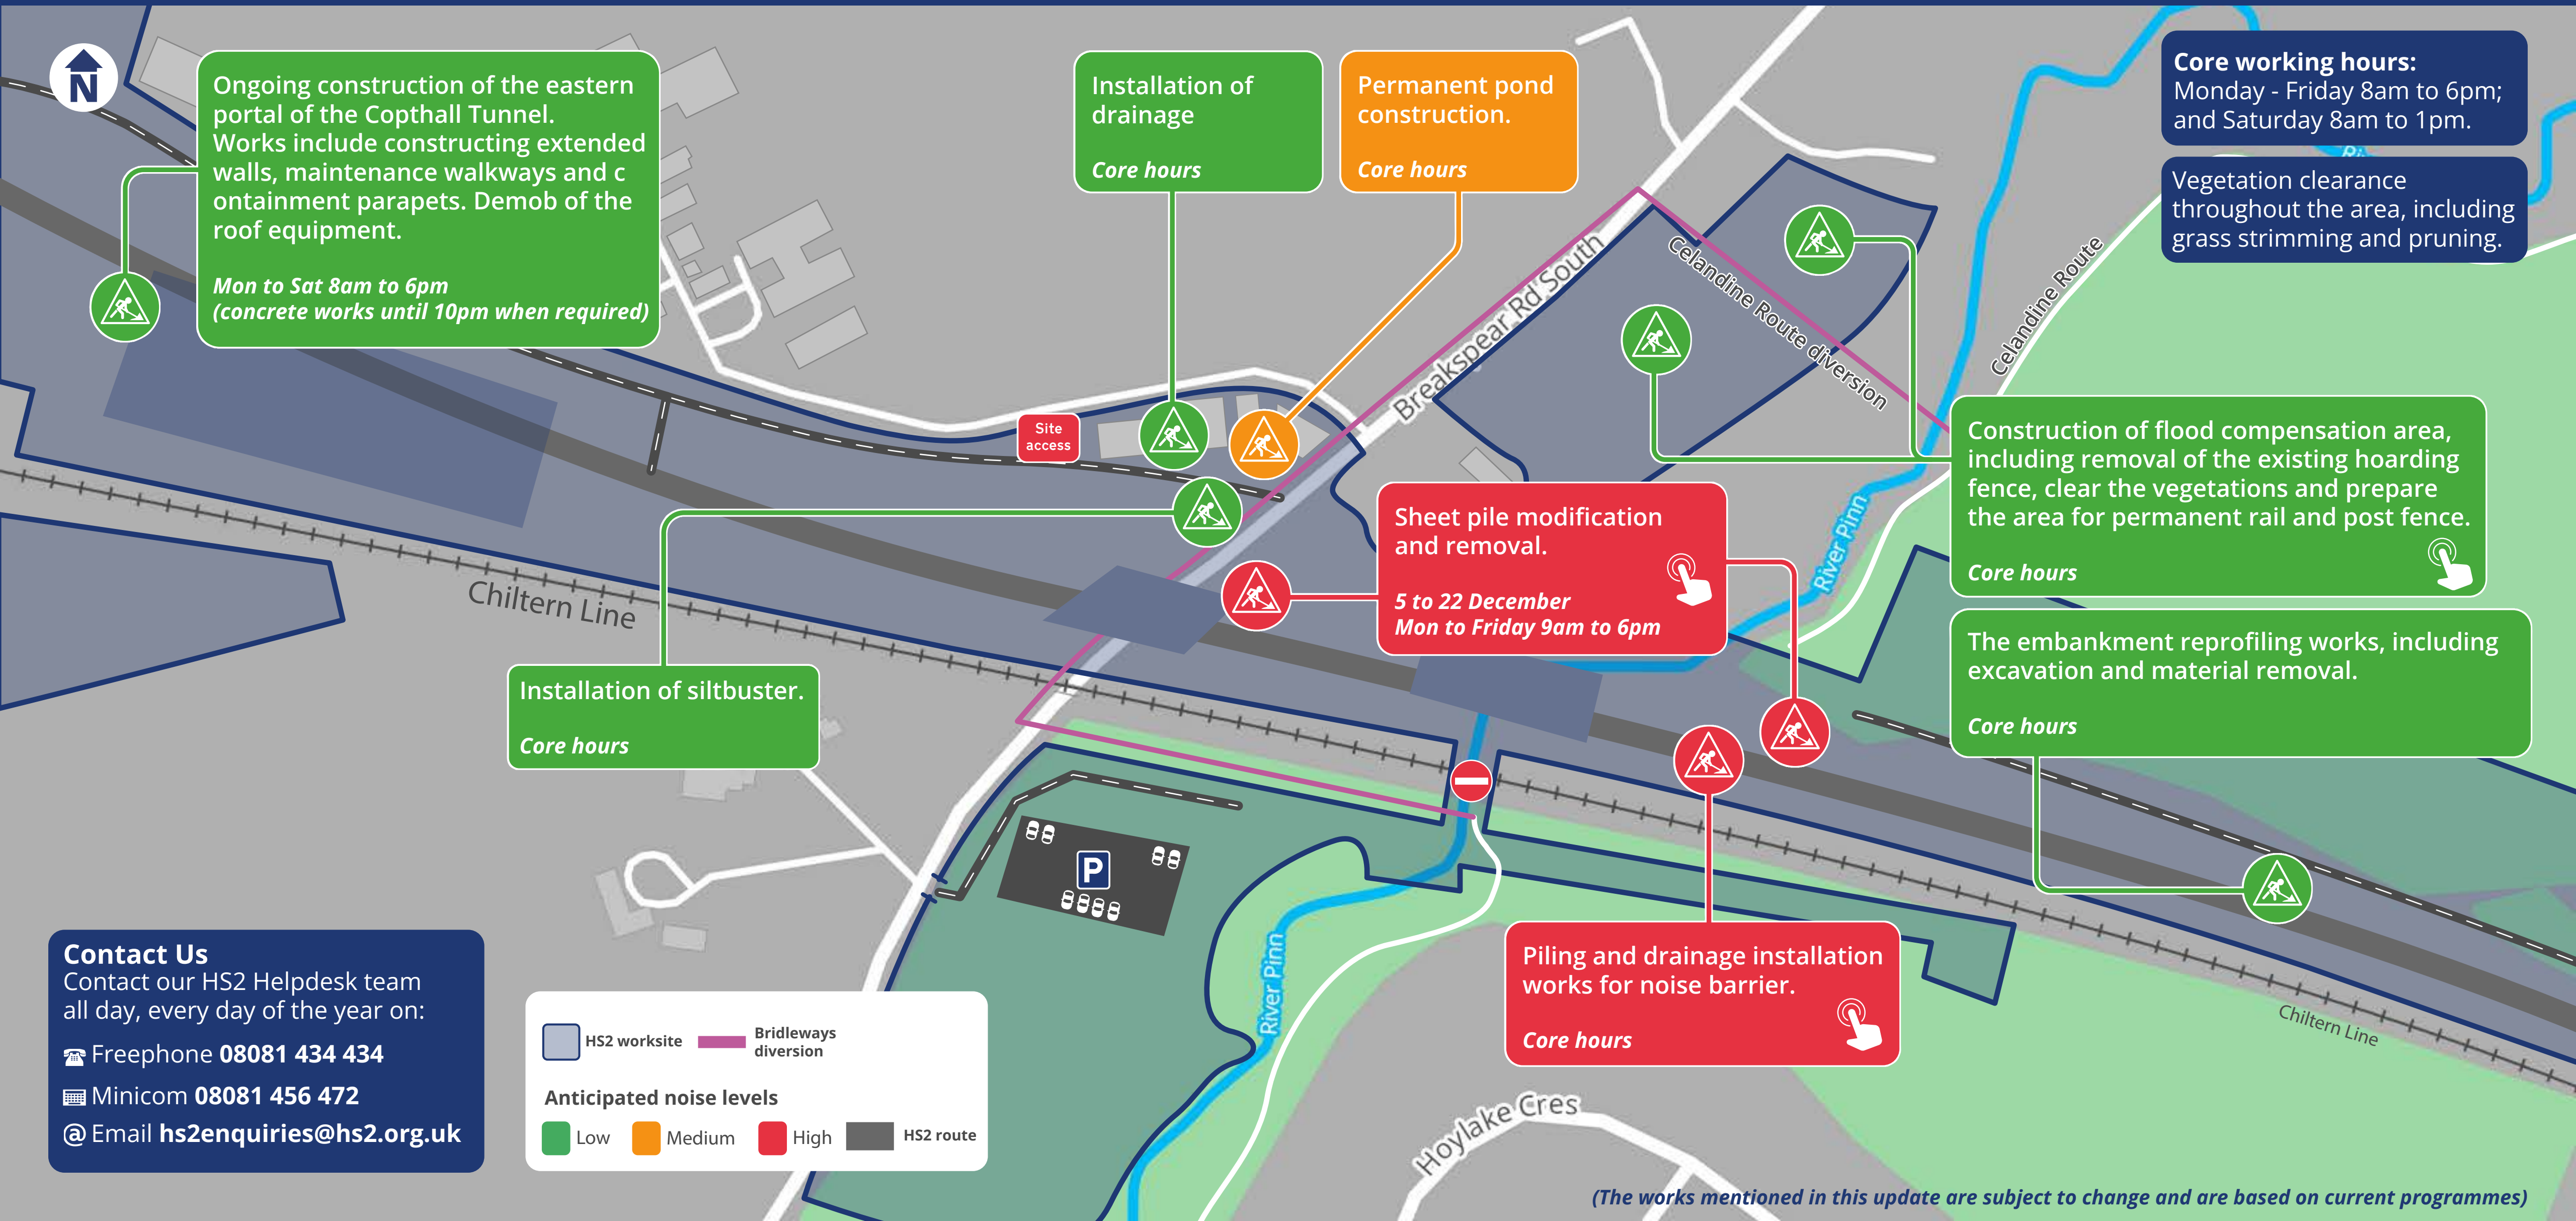 N
Ongoing construction of the eastern
portal of the Copthall Tunnel.
Works include constructing extended
walls, maintenance walkways and c
ontainment parapets. Demob of the
roof equipment.
Mon to Sat 8am to 6pm
(concrete works until 10pm when required)
Installation of
drainage
Core hours
Permanent pond
construction.
Core hours
Core working hours:
Monday - Friday 8am to 6pm;
and Saturday 8am to 1pm.
Vegetation clearance
throughout the area, including
grass strimming and pruning.
Breakspear Rd South
Celandine Route diversion
Celandine Route
Site
access
Construction of flood compensation area,
including removal of the existing hoarding
fence, clear the vegetations and prepare
the area for permanent rail and post fence.
Core hours
Sheet pile modification
and removal.
5 to 22 December
Mon to Friday 9am to 6pm
River Pinn
Chiltern Line
The embankment reprofiling works, including
excavation and material removal.
Core hours
Installation of siltbuster.
Core hours
P
Piling and drainage installation
works for noise barrier.
Core hours
River Pinn
Chiltern Line
Hoylake Cres
Contact Us
Contact our HS2 Helpdesk team
all day, every day of the year on:
Freephone 08081 434 434
Minicom 08081 456 472
@ Email hs2enquiries@hs2.org.uk
HS2 worksite
Bridleways
diversion
Anticipated noise levels
Low
Medium
High
HS2 route
(The works mentioned in this update are subject to change and are based on current programmes)